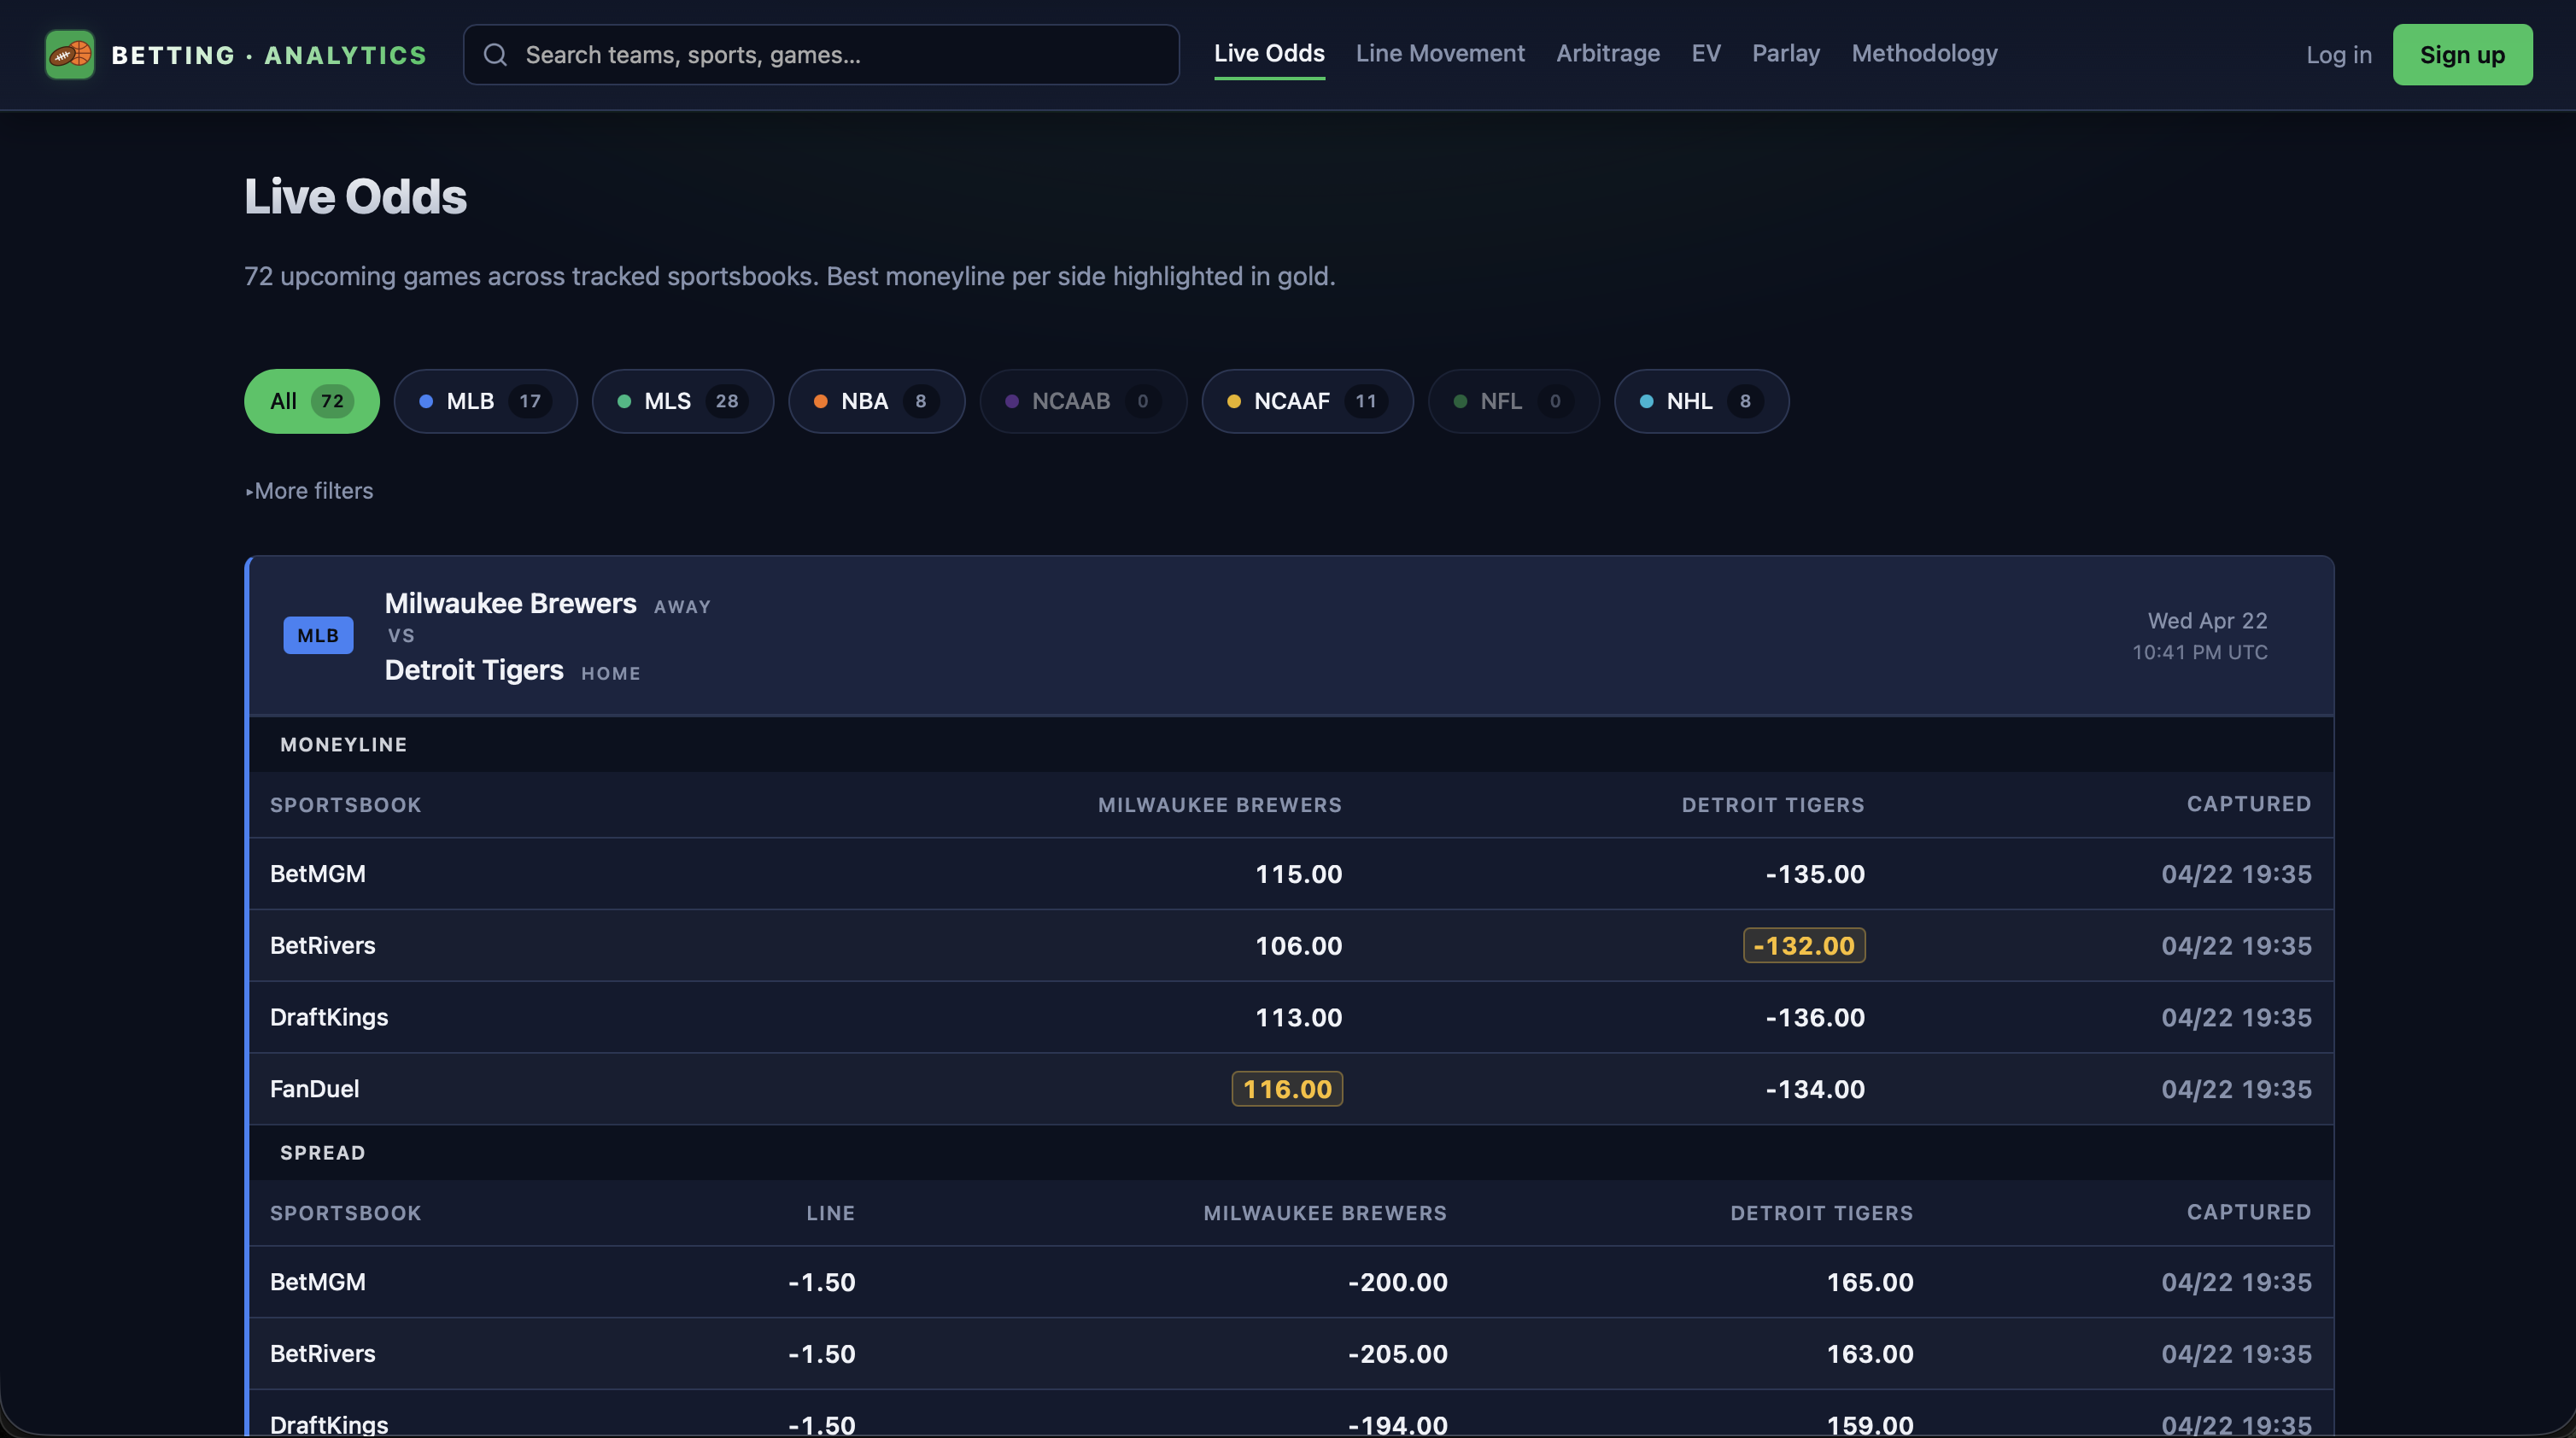 BETTING · ANALYTICS Search teams, sports, games... Live Odds Line Movement Arbitrage EV Parlay Methodology Log in Sign up
Live Odds
72 upcoming games across tracked sportsbooks. Best moneyline per side highlighted in gold.
All 72 MLB 17 MLS 28 NBA 8 NCAAB 0 NCAAF 11 NFL 0 NHL 8
▸More filters
MLB
Milwaukee Brewers AWAY
VS
Detroit Tigers HOME
Wed Apr 22
10:41 PM UTC
MONEYLINE
SPORTSBOOK MILWAUKEE BREWERS DETROIT TIGERS CAPTURED
BetMGM 115.00 -135.00 04/22 19:35
BetRivers 106.00 -132.00 04/22 19:35
DraftKings 113.00 -136.00 04/22 19:35
FanDuel 116.00 -134.00 04/22 19:35
SPREAD
SPORTSBOOK LINE MILWAUKEE BREWERS DETROIT TIGERS CAPTURED
BetMGM -1.50 -200.00 165.00 04/22 19:35
BetRivers -1.50 -205.00 163.00 04/22 19:35
DraftKings -1.50 -194.00 159.00 04/22 19:35